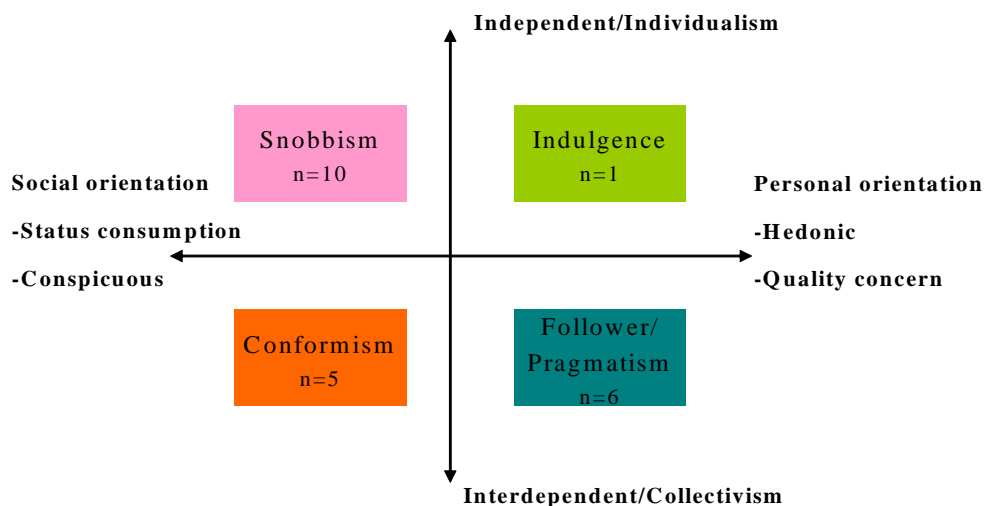 Independent/Individualism
Snobbism
n=10
Indulgence
n=1
Social orientation
-Status consumption
-Conspicuous
Personal orientation
-Hedonic
-Quality concern
Conformism
n=5
Follower/
Pragmatism
n=6
Interdependent/Collectivism